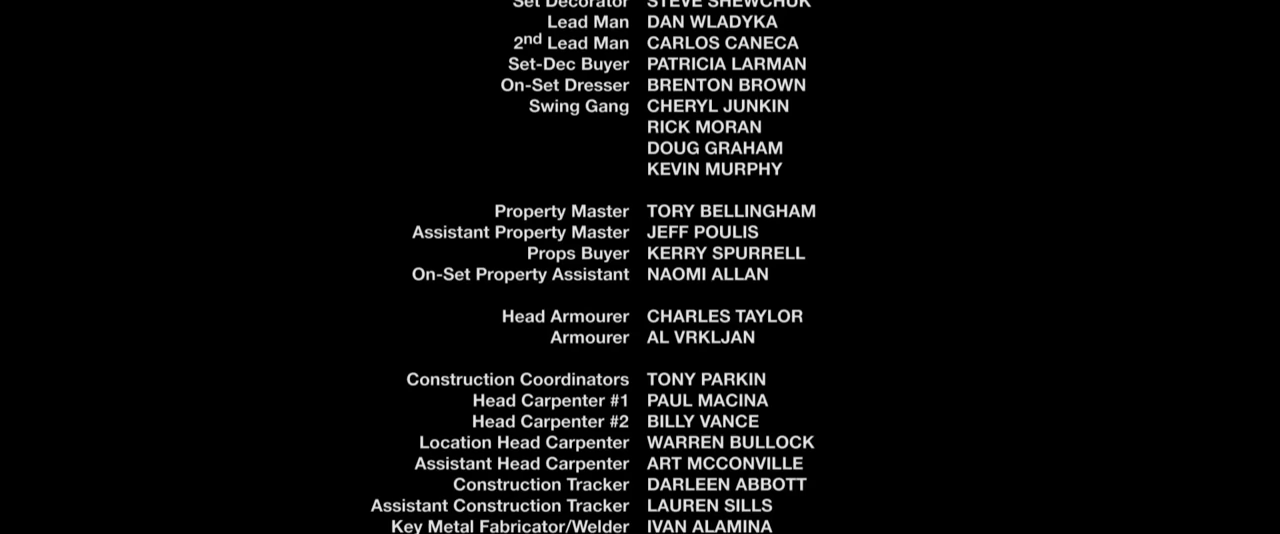 Set Decorator STEVE SHEWCHUK
Lead Man DAN WLADYKA
2nd Lead Man CARLOS CANECA
Set-Dec Buyer PATRICIA LARMAN
On-Set Dresser BRENTON BROWN
Swing Gang CHERYL JUNKIN
RICK MORAN
DOUG GRAHAM
KEVIN MURPHY
Property Master TORY BELLINGHAM
Assistant Property Master JEFF POULIS
Props Buyer KERRY SPURRELL
On-Set Property Assistant NAOMI ALLAN
Head Armourer CHARLES TAYLOR
Armourer AL VRKLJAN
Construction Coordinators TONY PARKIN
Head Carpenter #1 PAUL MACINA
Head Carpenter #2 BILLY VANCE
Location Head Carpenter WARREN BULLOCK
Assistant Head Carpenter ART MCCONVILLE
Construction Tracker DARLEEN ABBOTT
Assistant Construction Tracker LAUREN SILLS
Key Metal Fabricator/Welder IVAN ALAMINA